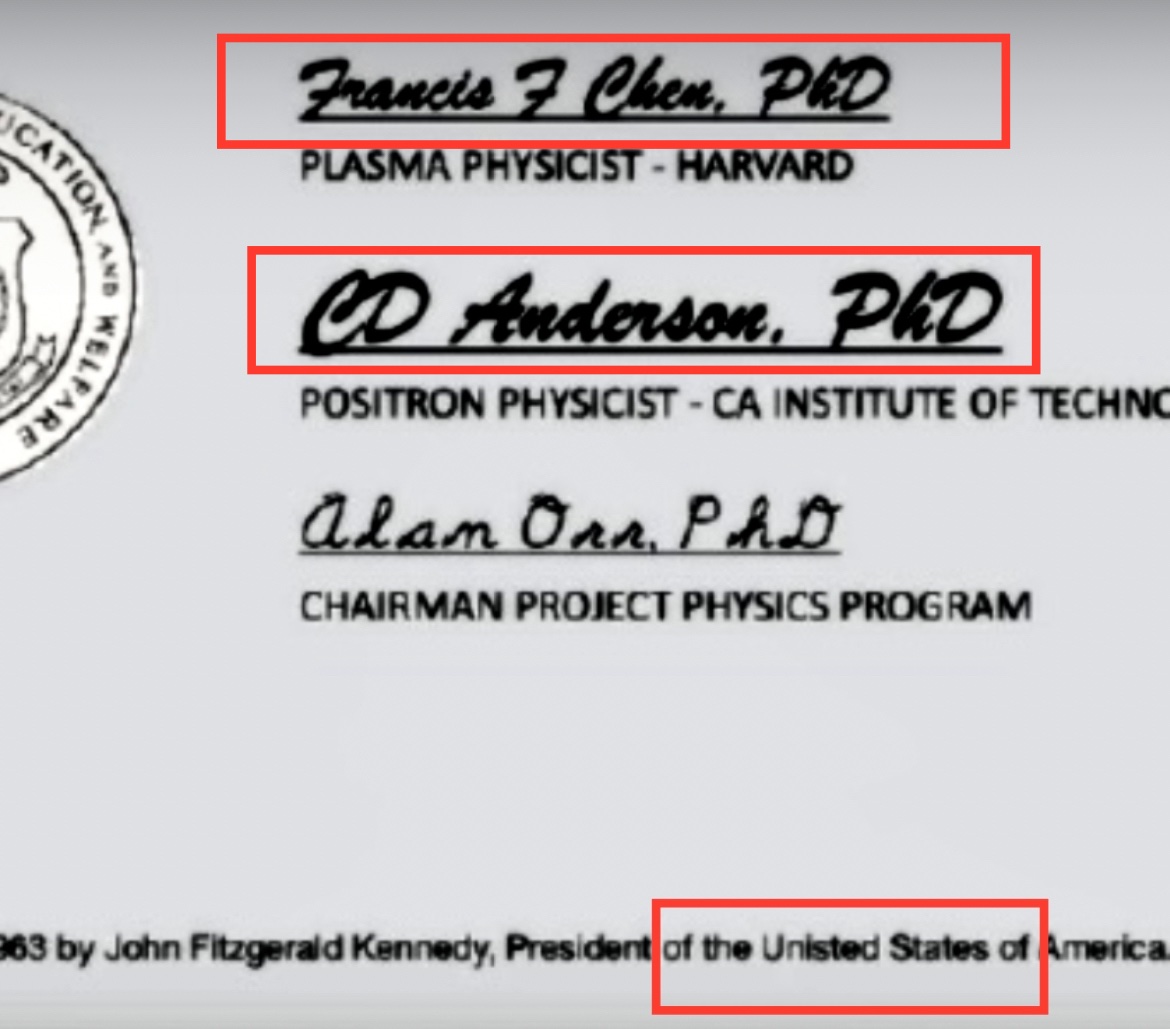 UCATION, AND WELFARE
Francis F Chen, PhD
PLASMA PHYSICIST - HARVARD
CD Anderson, PhD
POSITRON PHYSICIST - CA INSTITUTE OF TECHNO
Alan Orr, PhD
CHAIRMAN PROJECT PHYSICS PROGRAM
963 by John Fitzgerald Kennedy, President of the Unisted States of America.